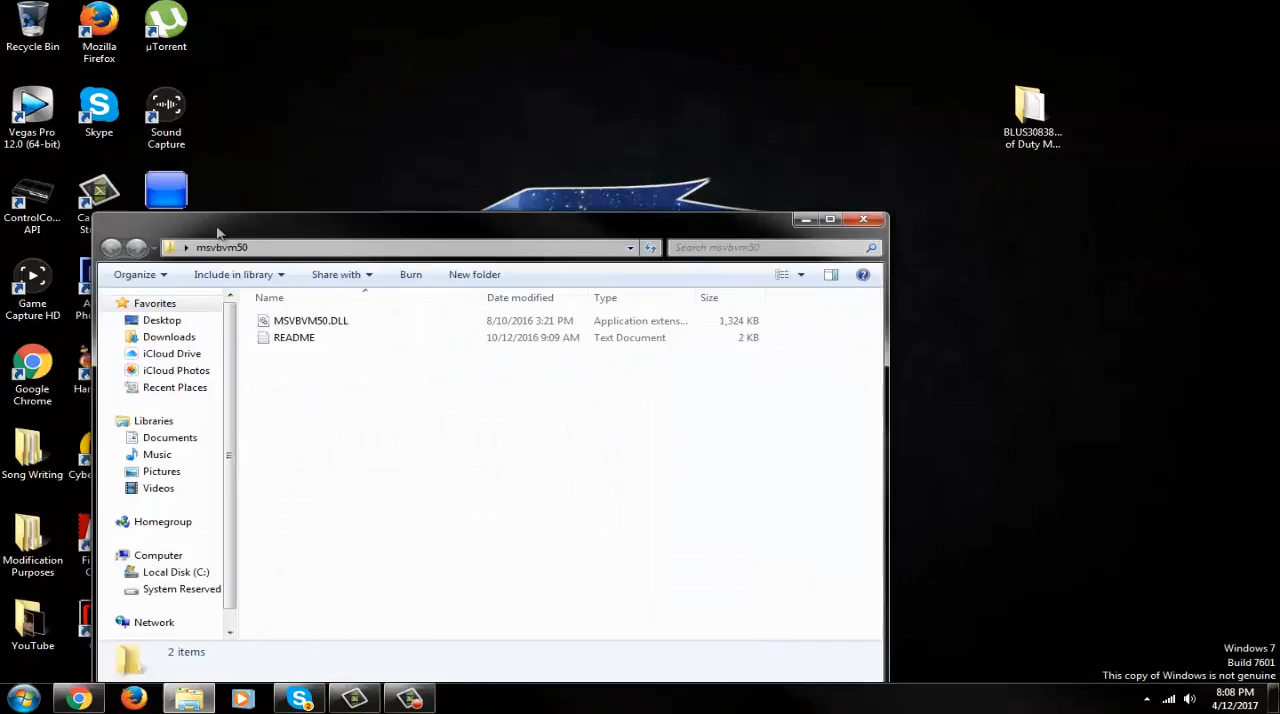 Recycle Bin
Mozilla
Firefox
µTorrent
Vegas Pro
12.0 (64-bit)
Skype
Sound
Capture
ControlCo...
API
Game
Capture HD
Google
Chrome
Song Writing
Modification
Purposes
YouTube
BLUS30838...
of Duty M...
msvbvm50
Search msvbvm50
Organize
Include in library
Share with
Burn
New folder
Name
Date modified
Type
Size
MSVBVM50.DLL
8/10/2016 3:21 PM
Application extens...
1,324 KB
README
10/12/2016 9:09 AM
Text Document
2 KB
Favorites
Desktop
Downloads
iCloud Drive
iCloud Photos
Recent Places
Libraries
Documents
Music
Pictures
Videos
Homegroup
Computer
Local Disk (C:)
System Reserved
Network
2 items
Windows 7
Build 7601
This copy of Windows is not genuine
8:08 PM
4/12/2017